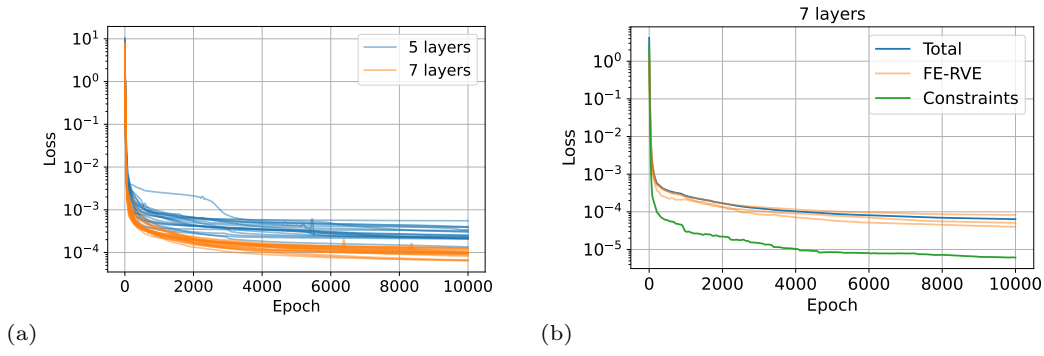 10¹
10⁰
10⁻¹
10⁻²
10⁻³
10⁻⁴
Loss
0 2000 4000 6000 8000 10000
Epoch
5 layers
7 layers
(a)
7 layers
10⁰
10⁻¹
10⁻²
10⁻³
10⁻⁴
10⁻⁵
Loss
0 2000 4000 6000 8000 10000
Epoch
Total
FE-RVE
Constraints
(b)